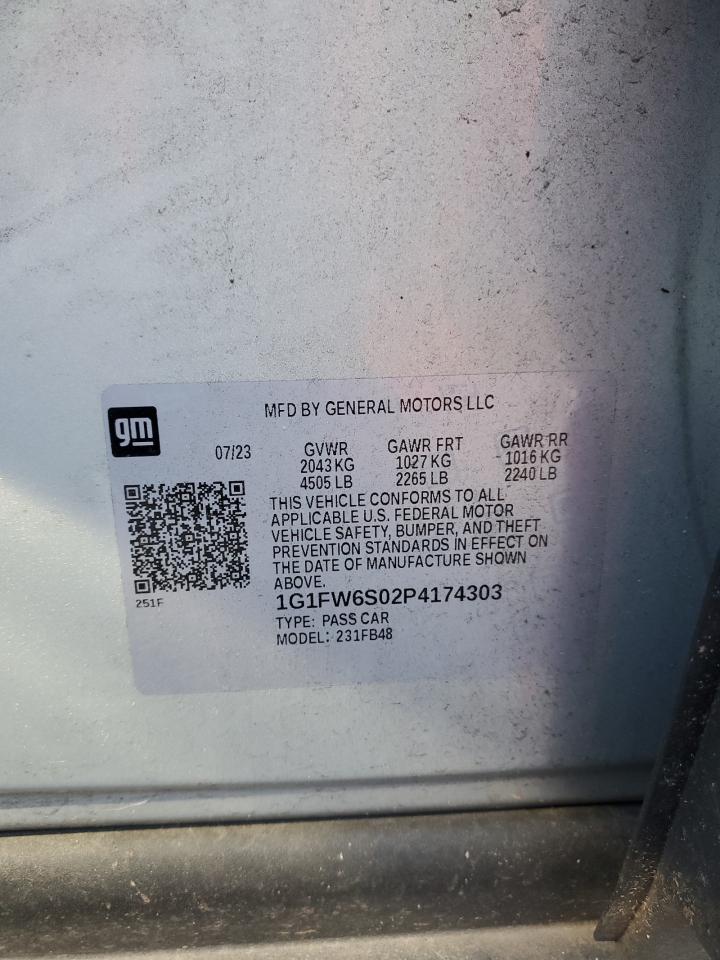 gm
MFD BY GENERAL MOTORS LLC
07/23 GVWR GAWR FRT GAWR RR
2043 KG 1027 KG 1016 KG
4505 LB 2265 LB 2240 LB
THIS VEHICLE CONFORMS TO ALL
APPLICABLE U.S. FEDERAL MOTOR
VEHICLE SAFETY, BUMPER, AND THEFT
PREVENTION STANDARDS IN EFFECT ON
THE DATE OF MANUFACTURE SHOWN
ABOVE.
251F
1G1FW6S02P4174303
TYPE: PASS CAR
MODEL: 231FB48